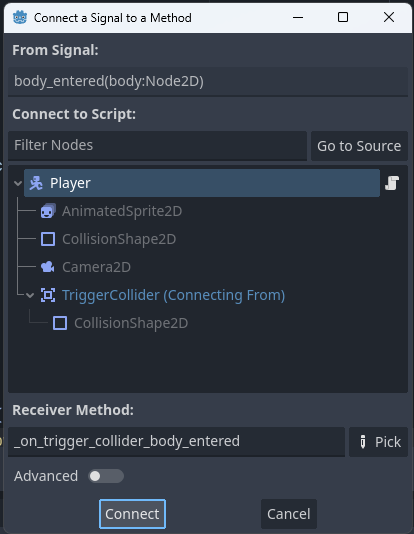 Connect a Signal to a Method
From Signal:
body_entered(body:Node2D)
Connect to Script:
Filter Nodes
Go to Source
Player
AnimatedSprite2D
CollisionShape2D
Camera2D
TriggerCollider (Connecting From)
CollisionShape2D
Receiver Method:
_on_trigger_collider_body_entered
Pick
Advanced
Connect
Cancel